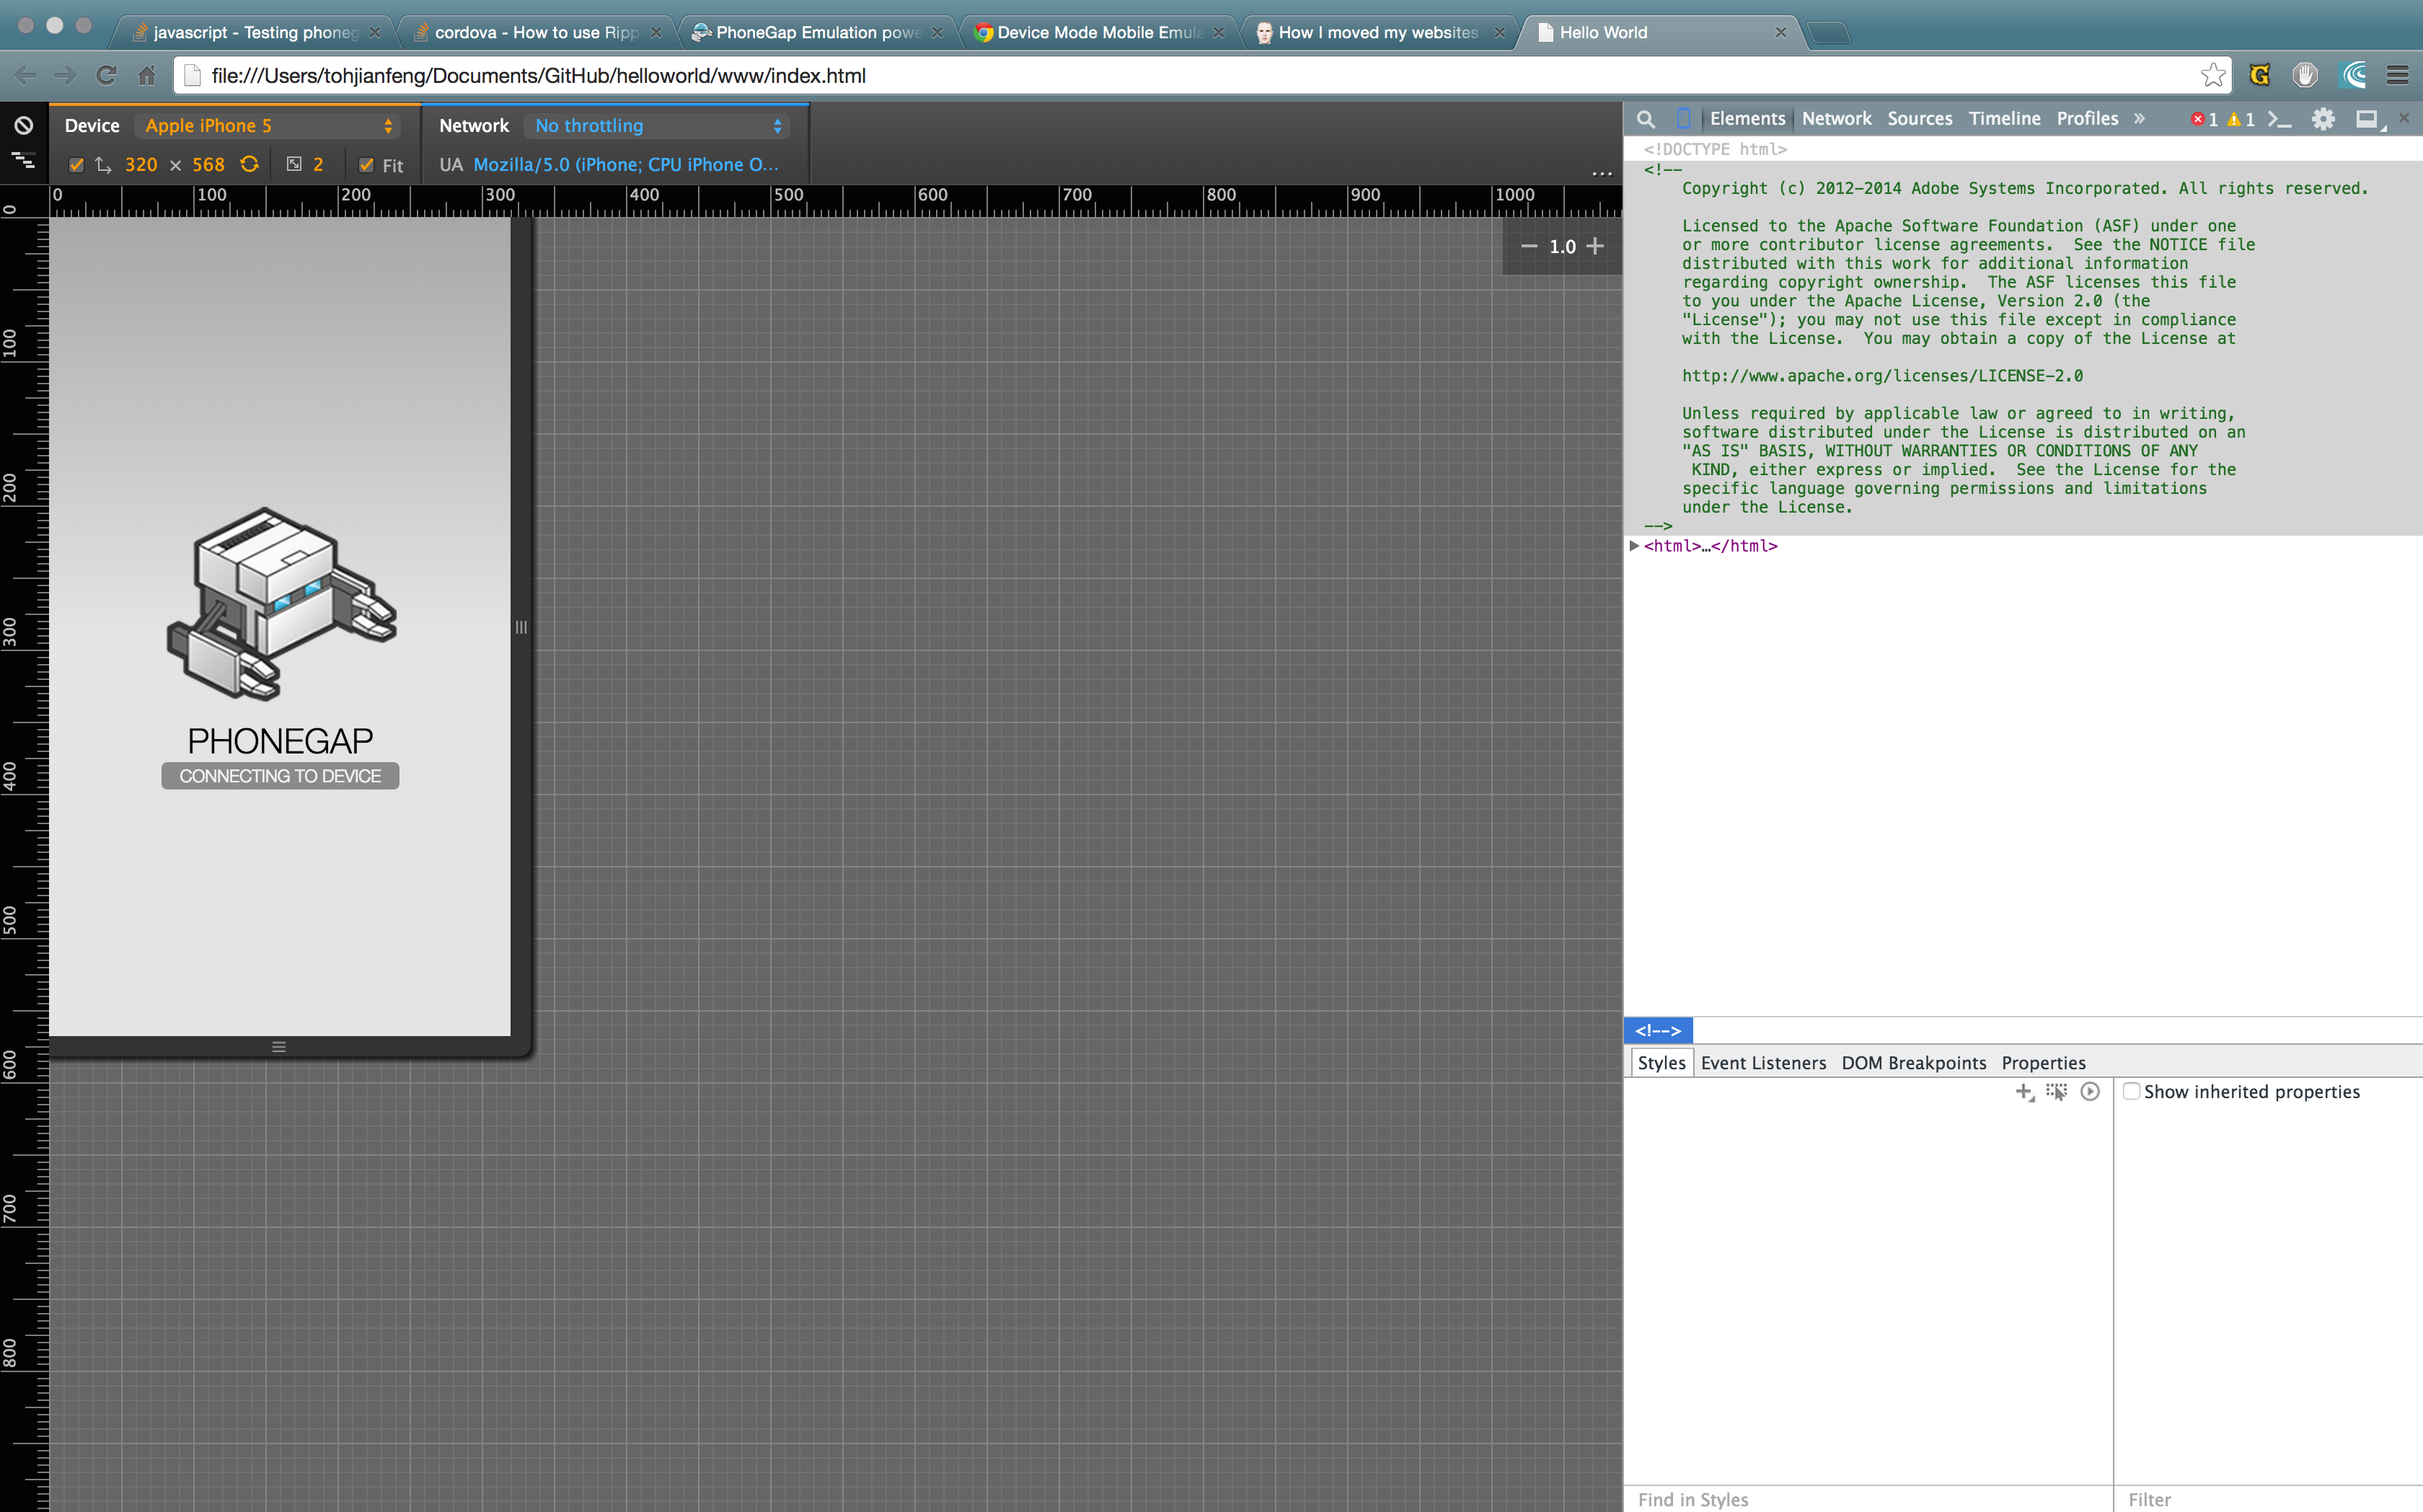 javascript - Testing phoneg
cordova - How to use Ripp
PhoneGap Emulation powe
Device Mode Mobile Emula
How I moved my websites
Hello World
file:///Users/tohjianfeng/Documents/GitHub/helloworld/www/index.html
Device Apple iPhone 5
Network No throttling
320 × 568 2 Fit
UA Mozilla/5.0 (iPhone; CPU iPhone O...
0 100 200 300 400 500 600 700 800 900 1000
0
100
200
300
400
500
600
700
800
− 1.0 +
PHONEGAP
CONNECTING TO DEVICE
Elements Network Sources Timeline Profiles » 1 1
<!DOCTYPE html>
<!--
Copyright (c) 2012-2014 Adobe Systems Incorporated. All rights reserved.
Licensed to the Apache Software Foundation (ASF) under one
or more contributor license agreements.  See the NOTICE file
distributed with this work for additional information
regarding copyright ownership.  The ASF licenses this file
to you under the Apache License, Version 2.0 (the
"License"); you may not use this file except in compliance
with the License.  You may obtain a copy of the License at
http://www.apache.org/licenses/LICENSE-2.0
Unless required by applicable law or agreed to in writing,
software distributed under the License is distributed on an
"AS IS" BASIS, WITHOUT WARRANTIES OR CONDITIONS OF ANY
KIND, either express or implied.  See the License for the
specific language governing permissions and limitations
under the License.
-->
<html>…</html>
<!-->
Styles Event Listeners DOM Breakpoints Properties
Show inherited properties
Find in Styles
Filter